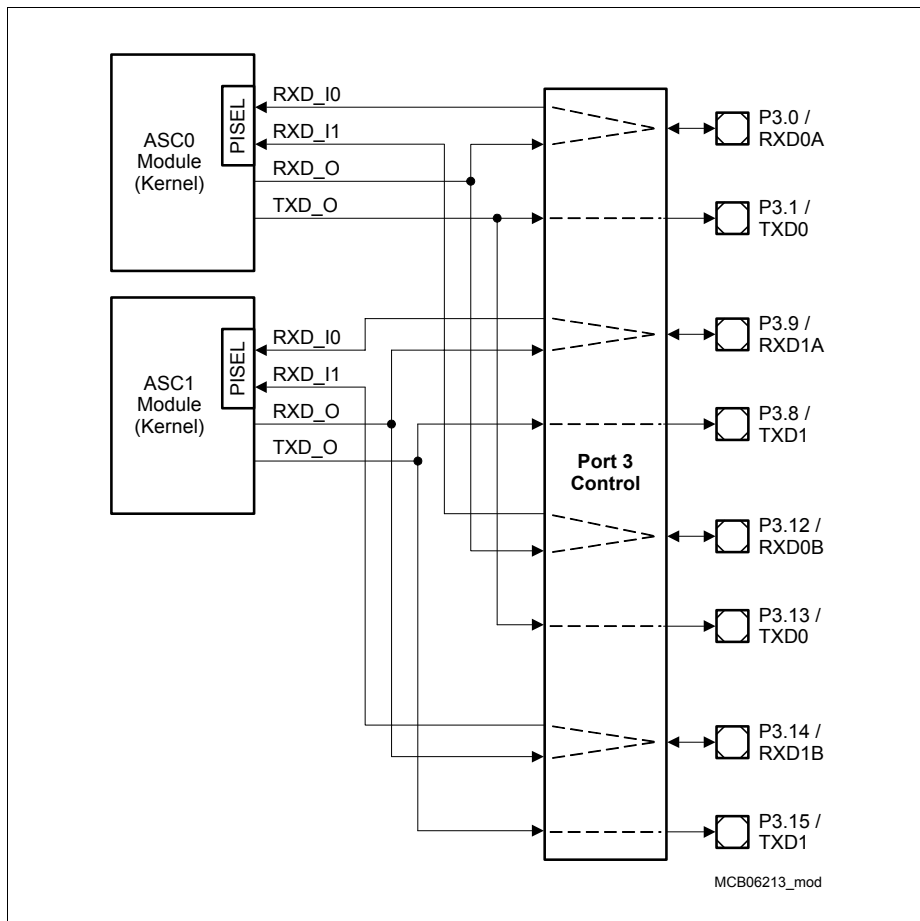 ASC0
Module
(Kernel)
PISEL
RXD_I0
RXD_I1
RXD_O
TXD_O
P3.0 /
RXD0A
P3.1 /
TXD0
ASC1
Module
(Kernel)
PISEL
RXD_I0
RXD_I1
RXD_O
TXD_O
P3.9 /
RXD1A
P3.8 /
TXD1
Port 3
Control
P3.12 /
RXD0B
P3.13 /
TXD0
P3.14 /
RXD1B
P3.15 /
TXD1
MCB06213_mod